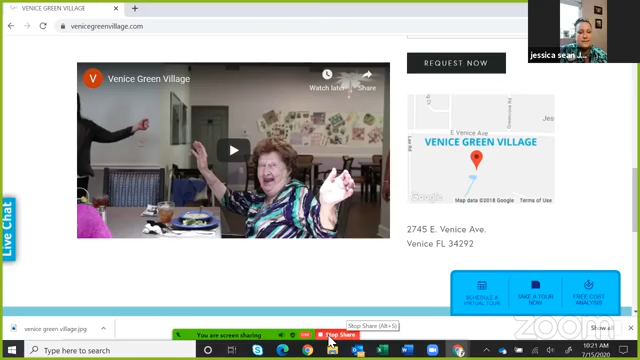 VENICE GREEN VILLAGE
venicegreenvillage.com
jessica sean J...
REQUEST NOW
V
Venice Green Village
Watch later
Share
E Venice Ave
VENICE GREEN VILLAGE
Google
Map data ©2018 Google
Terms of Use
2745 E. Venice Ave.
Venice FL 34292
Live Chat
SCHEDULE A
VIRTUAL TOUR
TAKE A TOUR
NOW
FREE COST
ANALYSIS
Stop Share (Alt+S)
venice green village.jpg
You are screen sharing
Stop Share
Show all
zoom
Type here to search
10:21 AM
7/15/2020